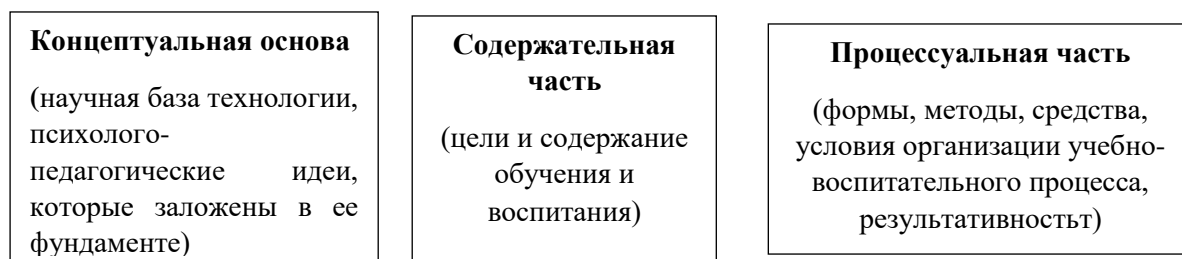 Концептуальная основа
(научная база технологии,
психолого-
педагогические идеи,
которые заложены в ее
фундаменте)
Содержательная
часть
(цели и содержание
обучения и
воспитания)
Процессуальная часть
(формы, методы, средства,
условия организации учебно-
воспитательного процесса,
результативностьт)